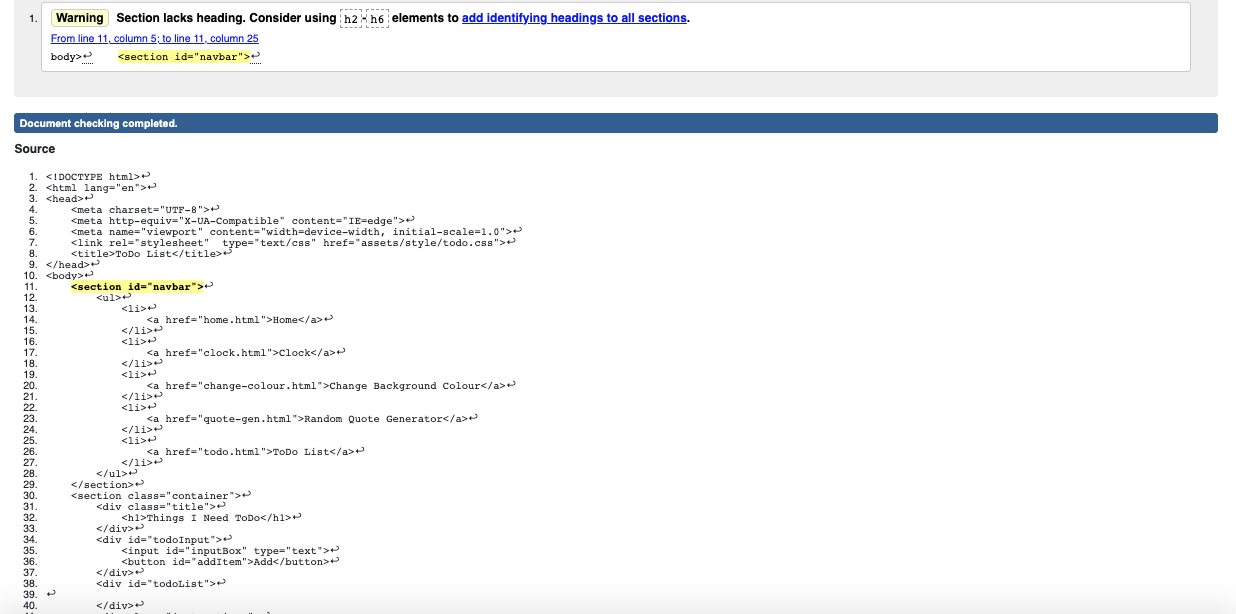 1. Warning Section lacks heading. Consider using h2-h6 elements to add identifying headings to all sections.
From line 11, column 5; to line 11, column 25
body>↩ <section id="navbar">↩
Document checking completed.
Source
1. <!DOCTYPE html>↩
2. <html lang="en">↩
3. <head>↩
4. <meta charset="UTF-8">↩
5. <meta http-equiv="X-UA-Compatible" content="IE=edge">↩
6. <meta name="viewport" content="width=device-width, initial-scale=1.0">↩
7. <link rel="stylesheet"  type="text/css" href="assets/style/todo.css">↩
8. <title>ToDo List</title>↩
9. </head>↩
10. <body>↩
11. <section id="navbar">↩
12. <ul>↩
13. <li>↩
14. <a href="home.html">Home</a>↩
15. </li>↩
16. <li>↩
17. <a href="clock.html">Clock</a>↩
18. </li>↩
19. <li>↩
20. <a href="change-colour.html">Change Background Colour</a>↩
21. </li>↩
22. <li>↩
23. <a href="quote-gen.html">Random Quote Generator</a>↩
24. </li>↩
25. <li>↩
26. <a href="todo.html">ToDo List</a>↩
27. </li>↩
28. </ul>↩
29. </section>↩
30. <section class="container">↩
31. <div class="title">↩
32. <h1>Things I Need ToDo</h1>↩
33. </div>↩
34. <div id="todoInput">↩
35. <input id="inputBox" type="text">↩
36. <button id="addItem">Add</button>↩
37. </div>↩
38. <div id="todoList">↩
39. ↩
40. </div>↩